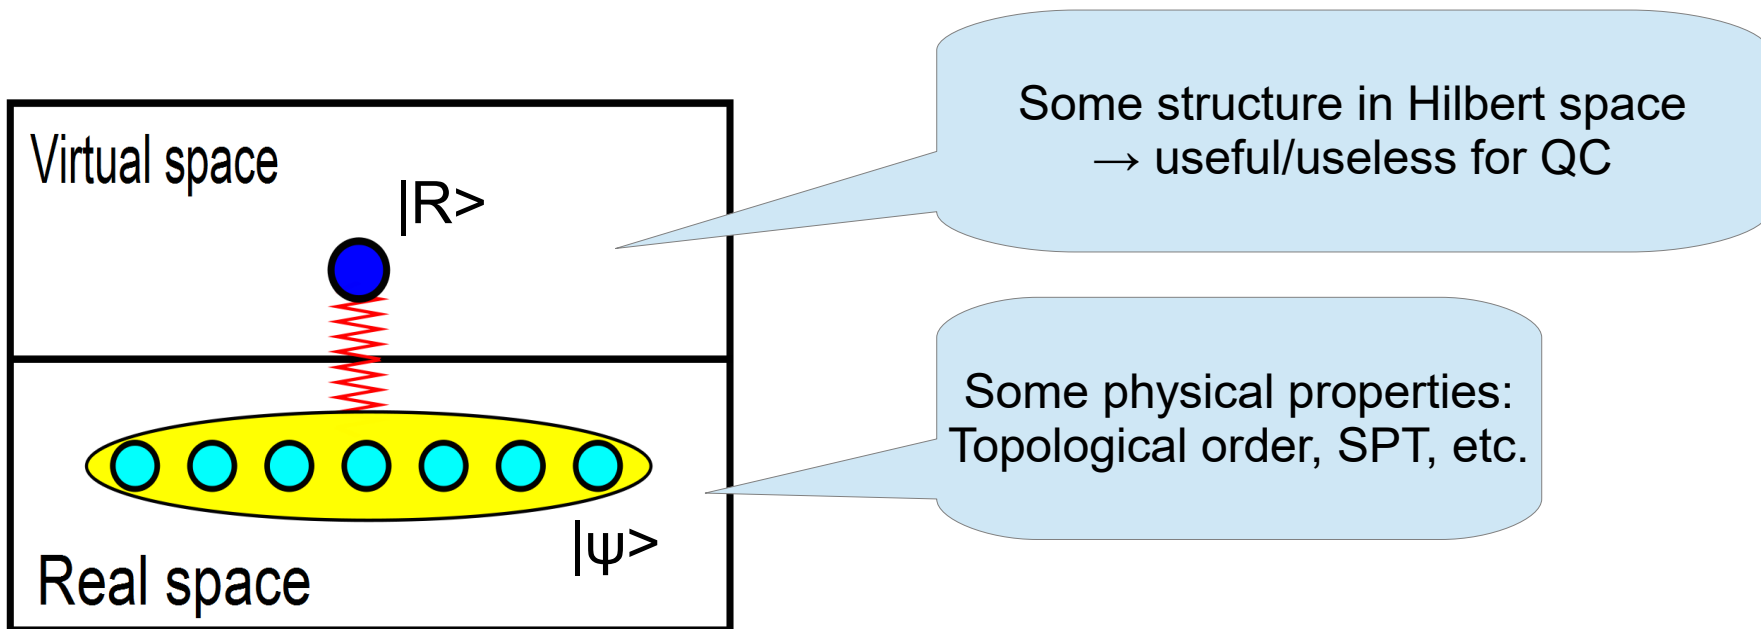 Virtual space
|R>
Some structure in Hilbert space
→ useful/useless for QC
Some physical properties:
Topological order, SPT, etc.
|ψ>
Real space